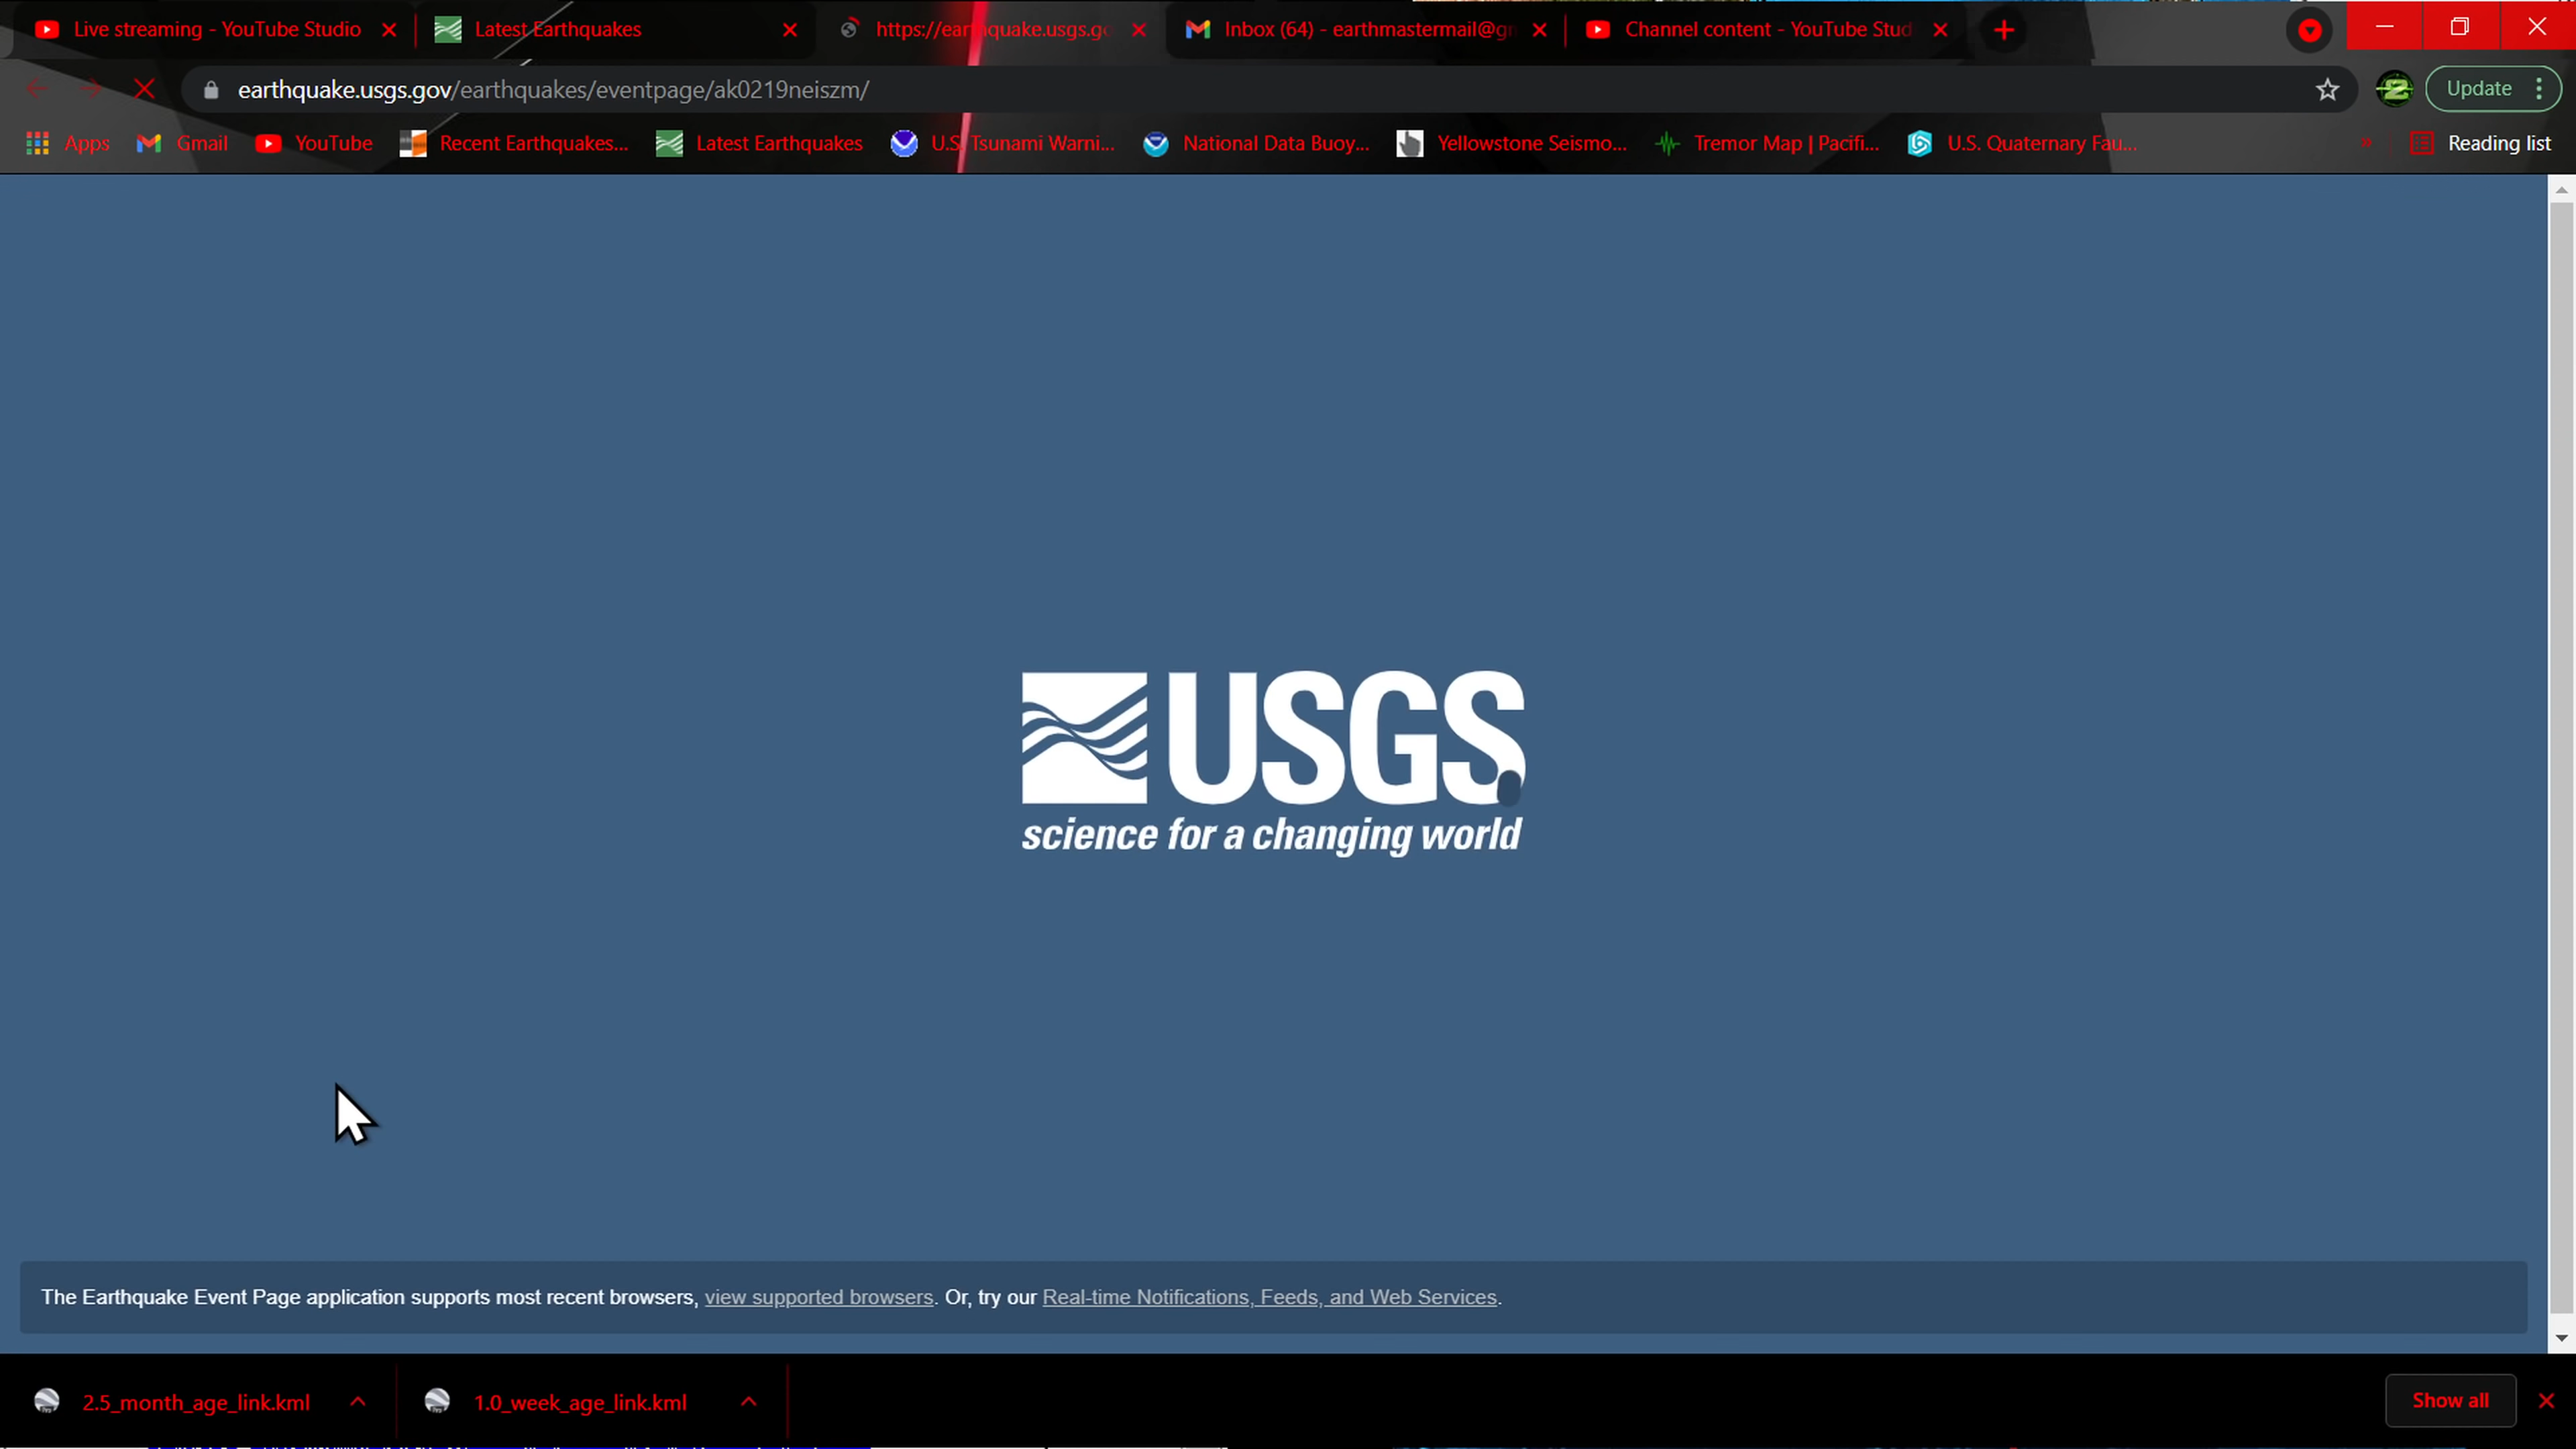 Live streaming - YouTube Studio
Latest Earthquakes
https://earthquake.usgs.gc
Inbox (64) - earthmastermail@gn
Channel content - YouTube Stud
earthquake.usgs.gov/earthquakes/eventpage/ak0219neiszm/
Update
Apps
Gmail
YouTube
Recent Earthquakes...
Latest Earthquakes
U.S. Tsunami Warni...
National Data Buoy...
Yellowstone Seismo...
Tremor Map | Pacifi...
U.S. Quaternary Fau...
»
Reading list
USGS
science for a changing world
The Earthquake Event Page application supports most recent browsers, view supported browsers. Or, try our Real-time Notifications, Feeds, and Web Services.
2.5_month_age_link.kml
1.0_week_age_link.kml
Show all